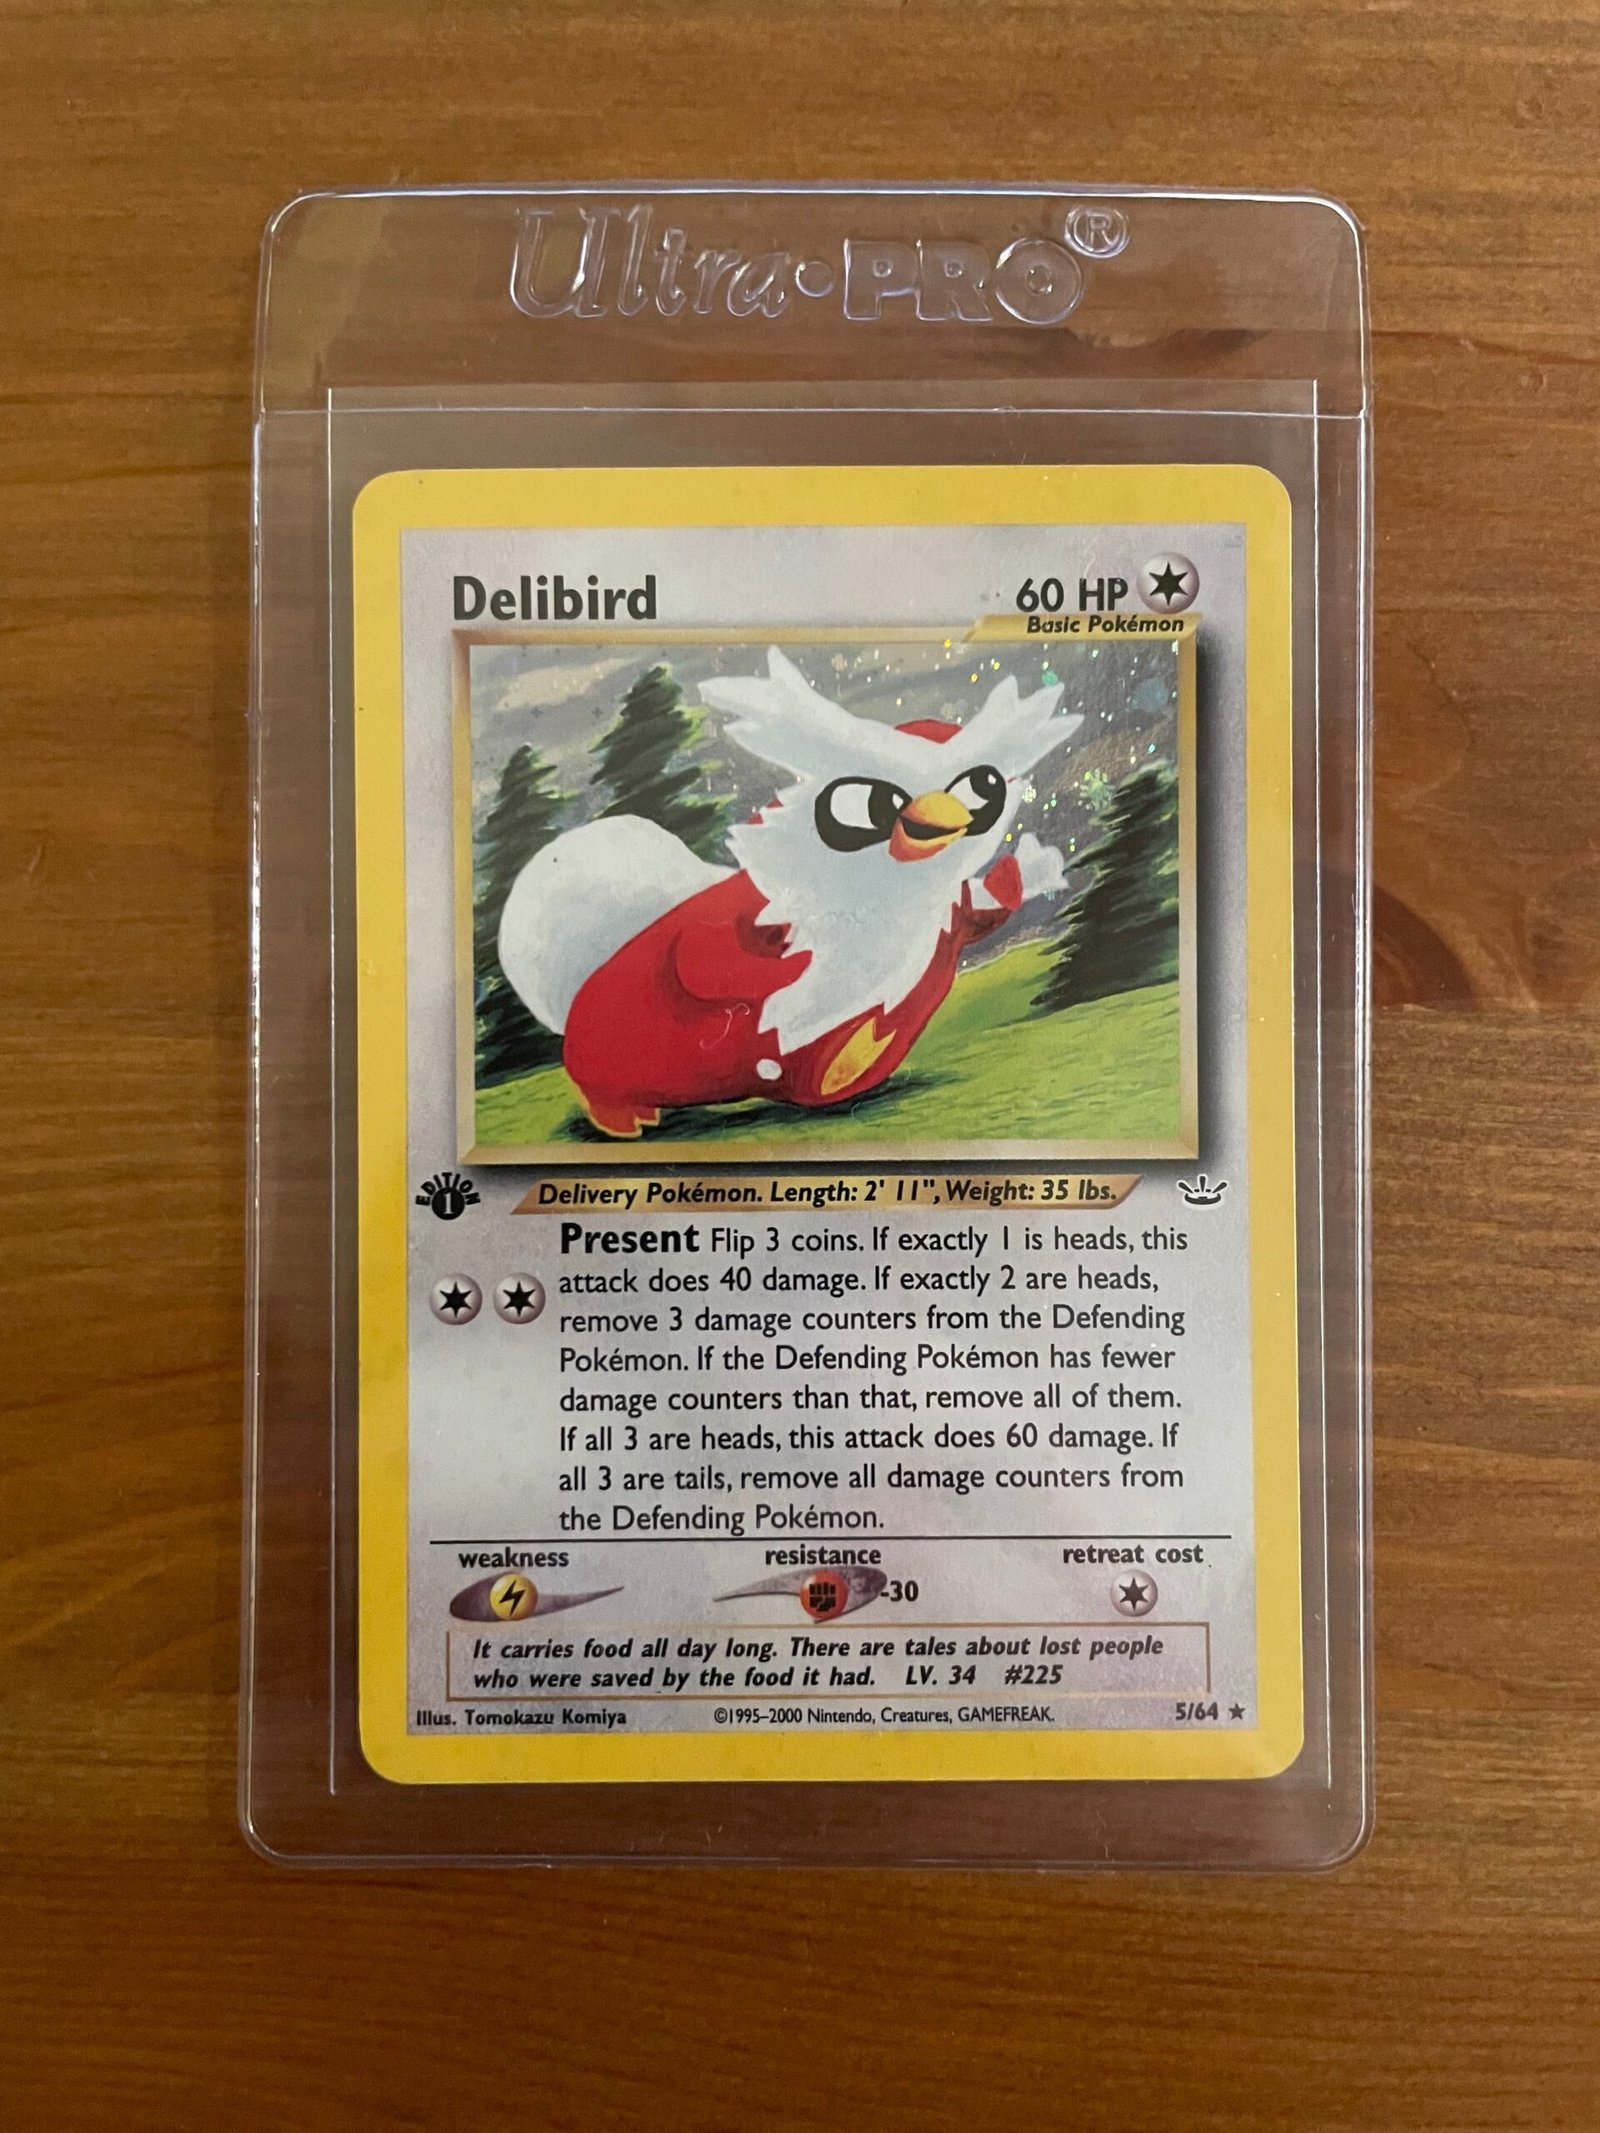 Ultra•PRO®
Delibird
60 HP
Basic Pokémon
EDITION
1
Delivery Pokémon. Length: 2' 11", Weight: 35 lbs.
Present Flip 3 coins. If exactly 1 is heads, this
attack does 40 damage. If exactly 2 are heads,
remove 3 damage counters from the Defending
Pokémon. If the Defending Pokémon has fewer
damage counters than that, remove all of them.
If all 3 are heads, this attack does 60 damage. If
all 3 are tails, remove all damage counters from
the Defending Pokémon.
weakness resistance retreat cost
-30
It carries food all day long. There are tales about lost people
who were saved by the food it had. LV. 34 #225
Illus. Tomokazu Komiya ©1995–2000 Nintendo, Creatures, GAMEFREAK. 5/64 ★